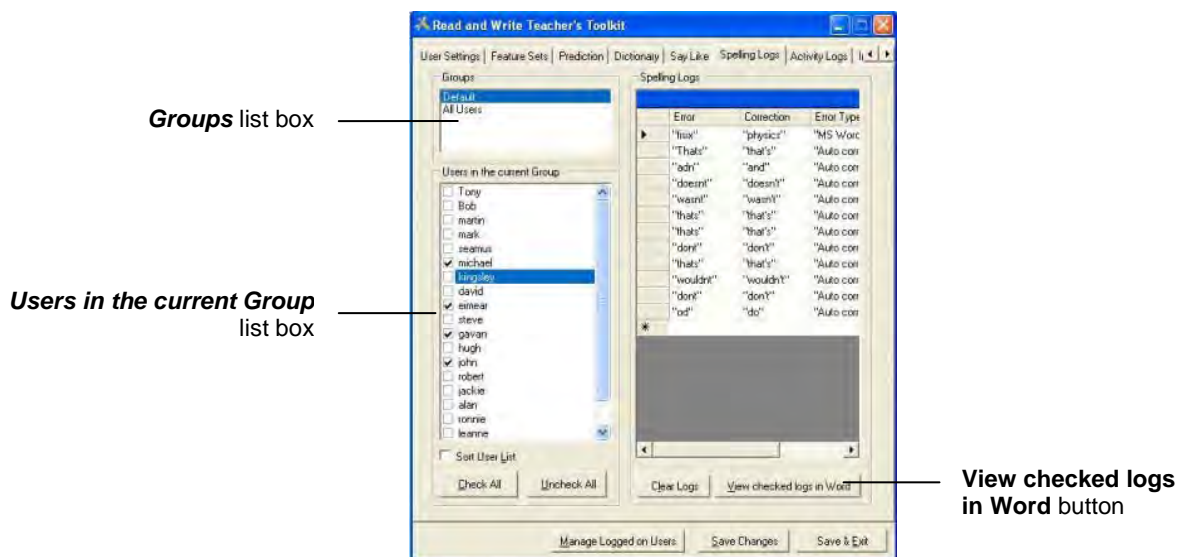 Read and Write Teacher's Toolkit
User Settings Feature Sets Prediction Dictionary Say Like Spelling Logs Activity Logs
Groups
Default
All Users
Groups list box
Users in the current Group
Tony
Bob
martin
mark
seamus
michael
kingsley
david
eimear
steve
gavan
hugh
john
robert
jackie
alan
ronnie
leanne
Users in the current Group
list box
Sort User List
Check All Uncheck All
Spelling Logs
Error Correction Error Type
"physics" "MS Word
"Thats" "that's" "Auto corr
"adn" "and" "Auto corr
"doesnt" "doesn't" "Auto corr
"wasnt" "wasn't" "Auto corr
"thats" "that's" "Auto corr
"thats" "that's" "Auto corr
"dont" "don't" "Auto corr
"thats" "that's" "Auto corr
"wouldnt" "wouldn't" "Auto corr
"dont" "don't" "Auto corr
"od" "do" "Auto corr
*
Clear Logs View checked logs in Word
View checked logs
in Word button
Manage Logged on Users Save Changes Save & Exit